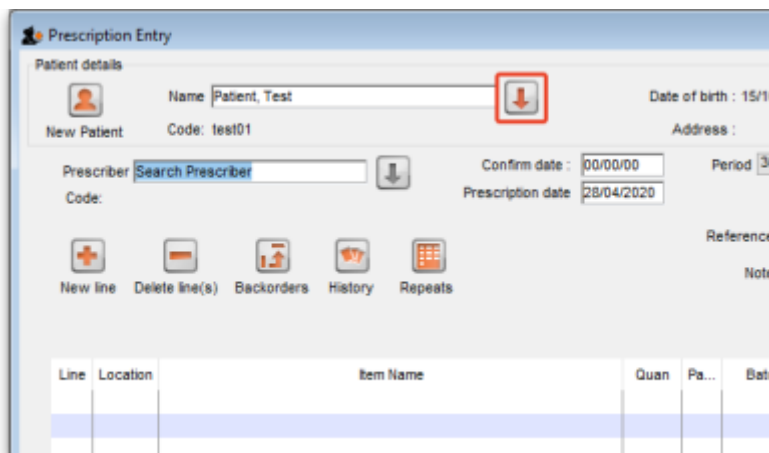 Prescription Entry
Patient details
Name Patient, Test
Date of birth : 15/1
New Patient
Code: test01
Address :
Prescriber Search Prescriber
Confirm date : 00/00/00
Period
Code:
Prescription date 28/04/2020
Reference
Note
New line Delete line(s) Backorders History Repeats
Line Location Item Name Quan Pa... Bat